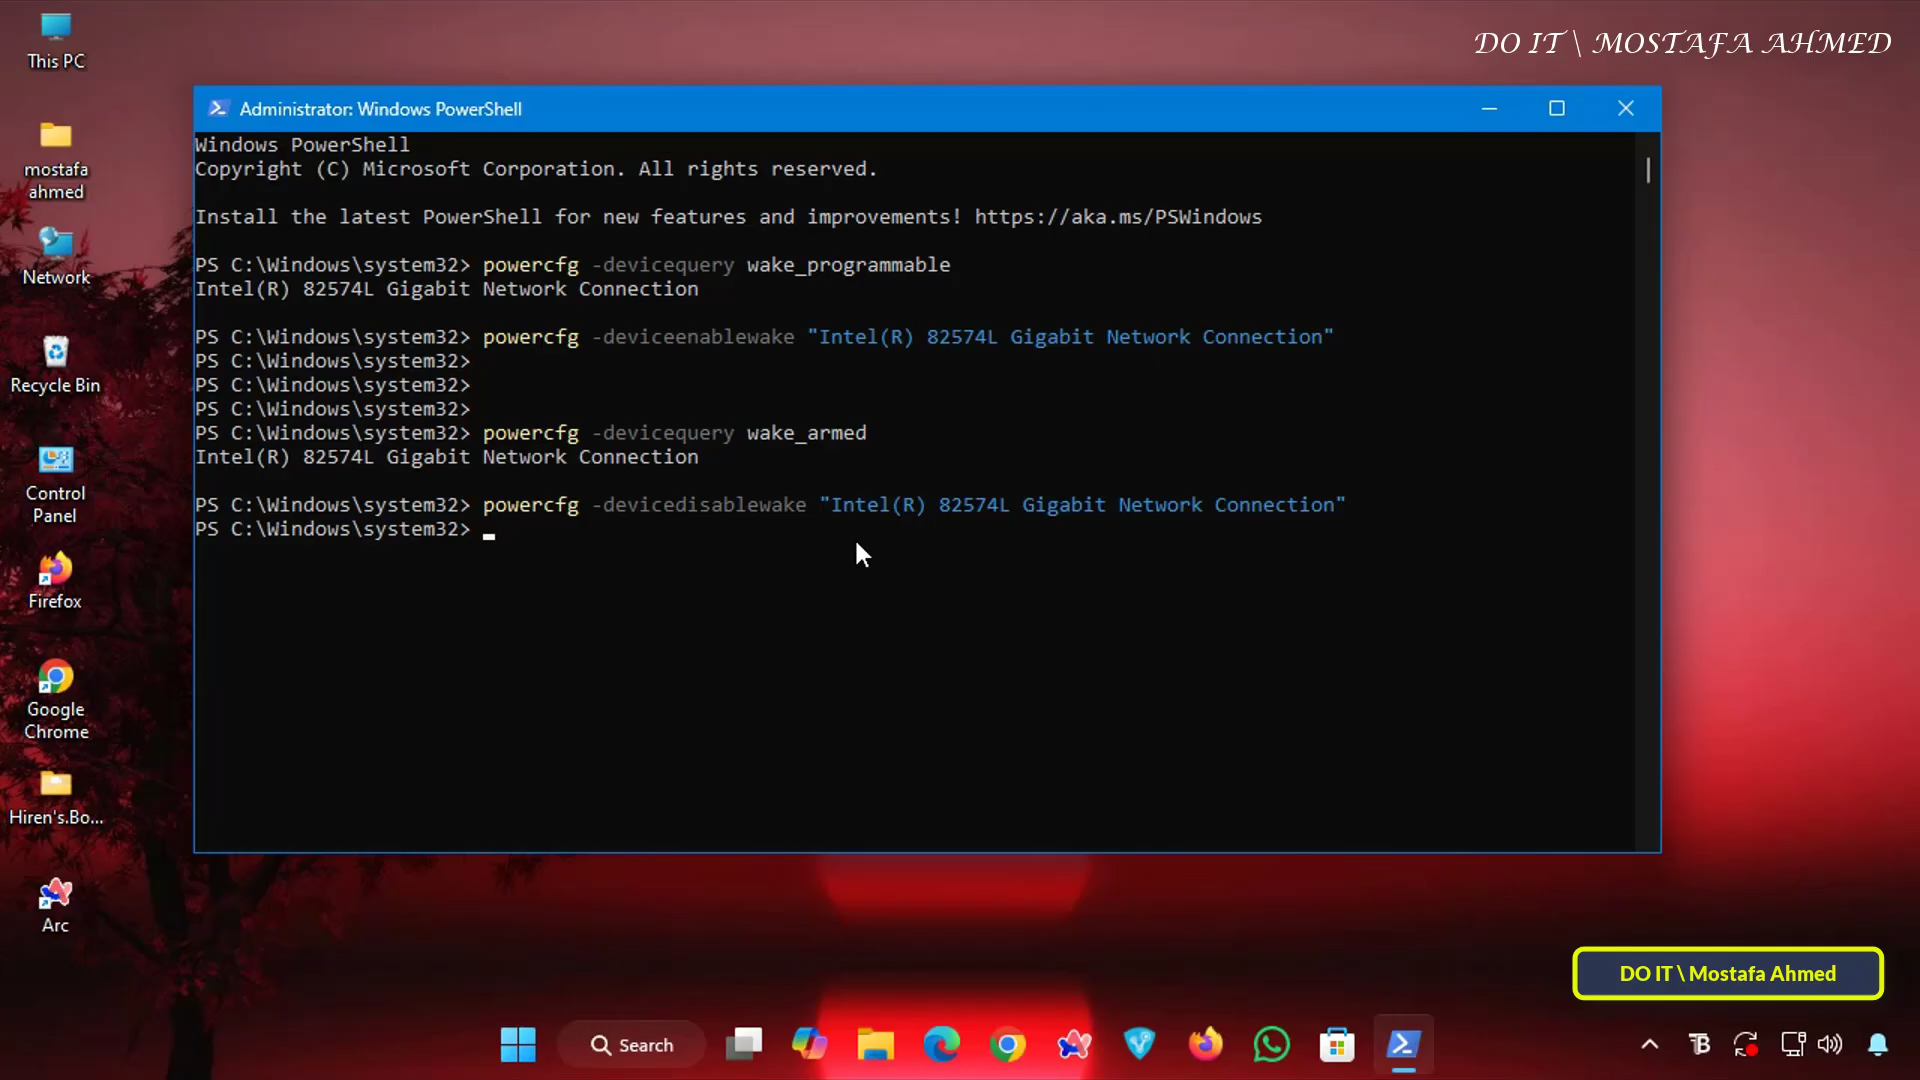 DO IT \ MOSTAFA AHMED
This PC
mostafa
ahmed
Network
Recycle Bin
Control
Panel
Firefox
Google
Chrome
Hiren's.Bo...
Arc
Administrator: Windows PowerShell
Windows PowerShell
Copyright (C) Microsoft Corporation. All rights reserved.
Install the latest PowerShell for new features and improvements! https://aka.ms/PSWindows
PS C:\Windows\system32> powercfg -devicequery wake_programmable
Intel(R) 82574L Gigabit Network Connection
PS C:\Windows\system32> powercfg -deviceenablewake "Intel(R) 82574L Gigabit Network Connection"
PS C:\Windows\system32>
PS C:\Windows\system32>
PS C:\Windows\system32>
PS C:\Windows\system32> powercfg -devicequery wake_armed
Intel(R) 82574L Gigabit Network Connection
PS C:\Windows\system32> powercfg -devicedisablewake "Intel(R) 82574L Gigabit Network Connection"
PS C:\Windows\system32>
DO IT \ Mostafa Ahmed
Search